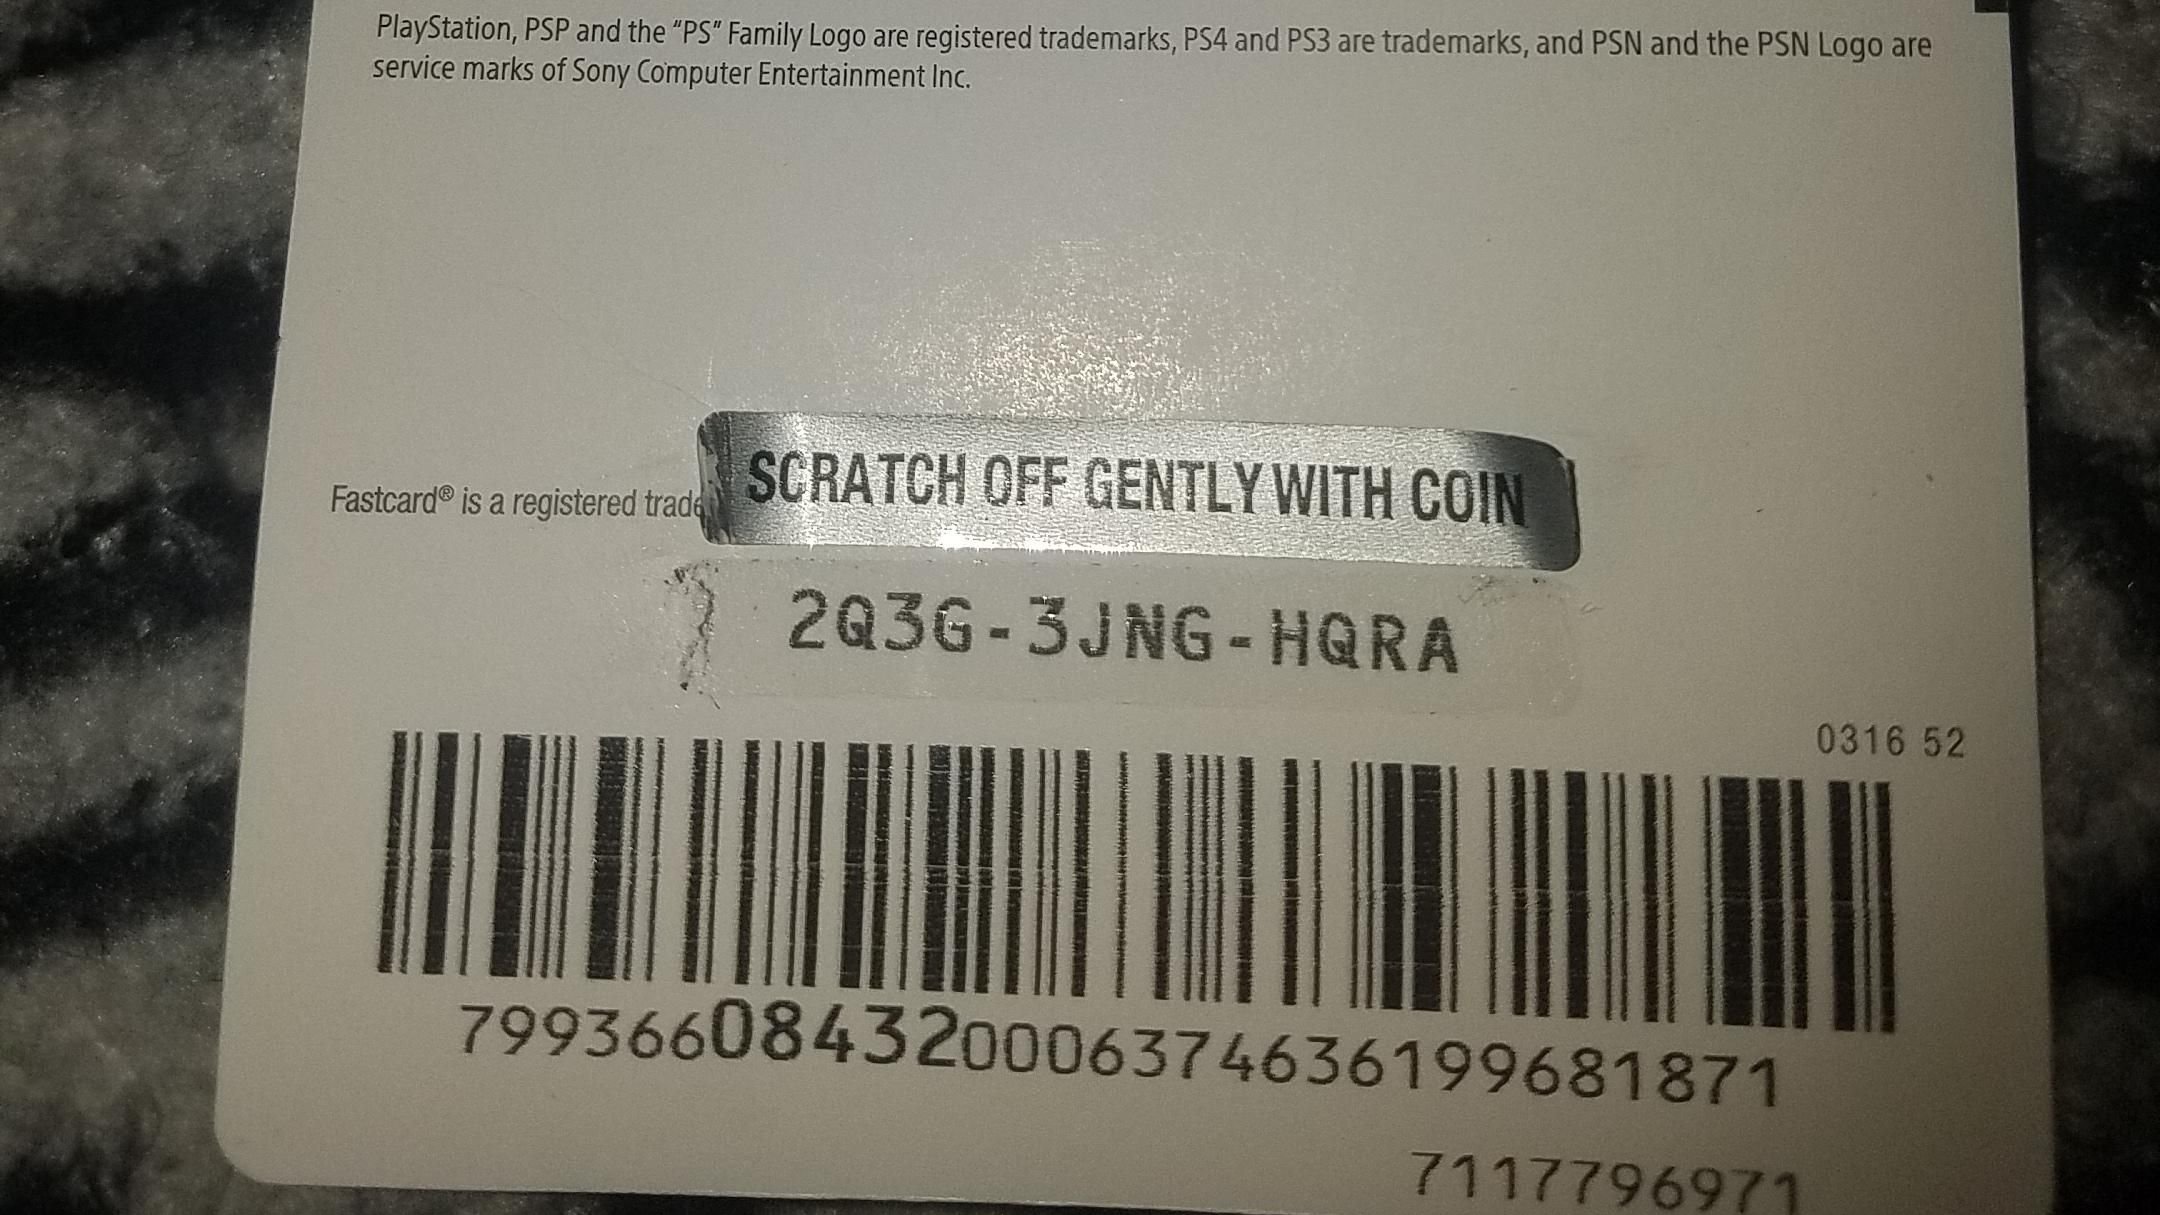 PlayStation, PSP and the “PS” Family Logo are registered trademarks, PS4 and PS3 are trademarks, and PSN and the PSN Logo are
service marks of Sony Computer Entertainment Inc.
SCRATCH OFF GENTLY WITH COIN
Fastcard® is a registered trade
2Q3G-3JNG-HQRA
0316 52
799366084320006374636199681871
7117796971